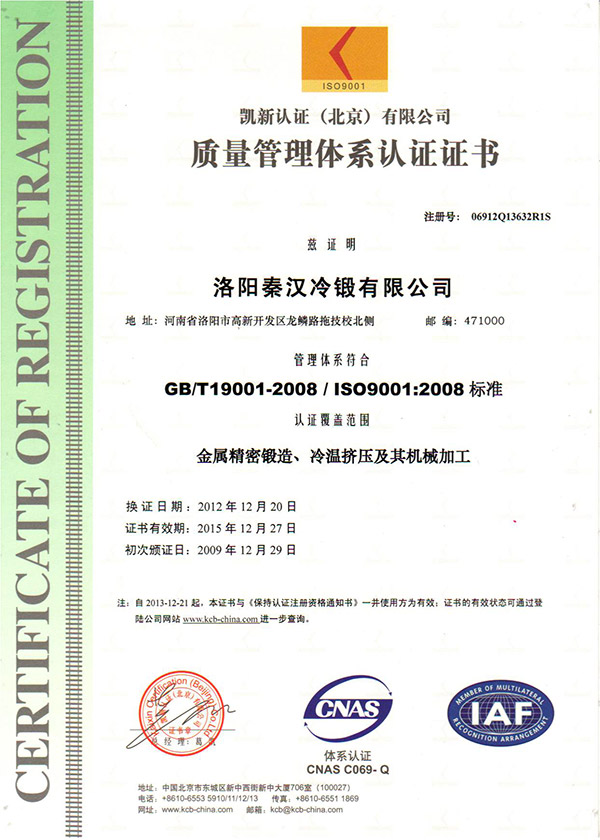 CERTIFICATE OF REGISTRATION
ISO9001
凯新认证（北京）有限公司
质量管理体系认证证书
注册号： 06912Q13632R1S
兹 证 明
洛阳秦汉冷锻有限公司
地 址：河南省洛阳市高新开发区龙鳞路拖技校北侧 邮 编：471000
管理体系符合
GB/T19001-2008 / ISO9001:2008 标准
认证覆盖范围
金属精密锻造、冷温挤压及其机械加工
换 证 日 期：2012 年 12 月 20 日
证书有效期：2015 年 12 月 27 日
初次颁证日：2009 年 12 月 29 日
注：自 2013-12-21 起，本证书与《保持认证注册资格通知书》一并使用方为有效；证书的有效状态可通过登
陆公司网站 www.kcb-china.com 进一步查询。
Kaixin Certification (Beijing) Co.Ltd
证书章
总 经 理：葛
CNAS
体系认证
CNAS C069- Q
MEMBER OF MULTILATERAL
IAF
RECOGNITION ARRANGEMENT
地址：中国北京市东城区新中西街新中大厦706室（100027）
电话：+8610-6553 5910/11/12/13 传真：+8610-6551 1869
网址：www.kcb-china.com 邮箱：kcb@kcb-china.com